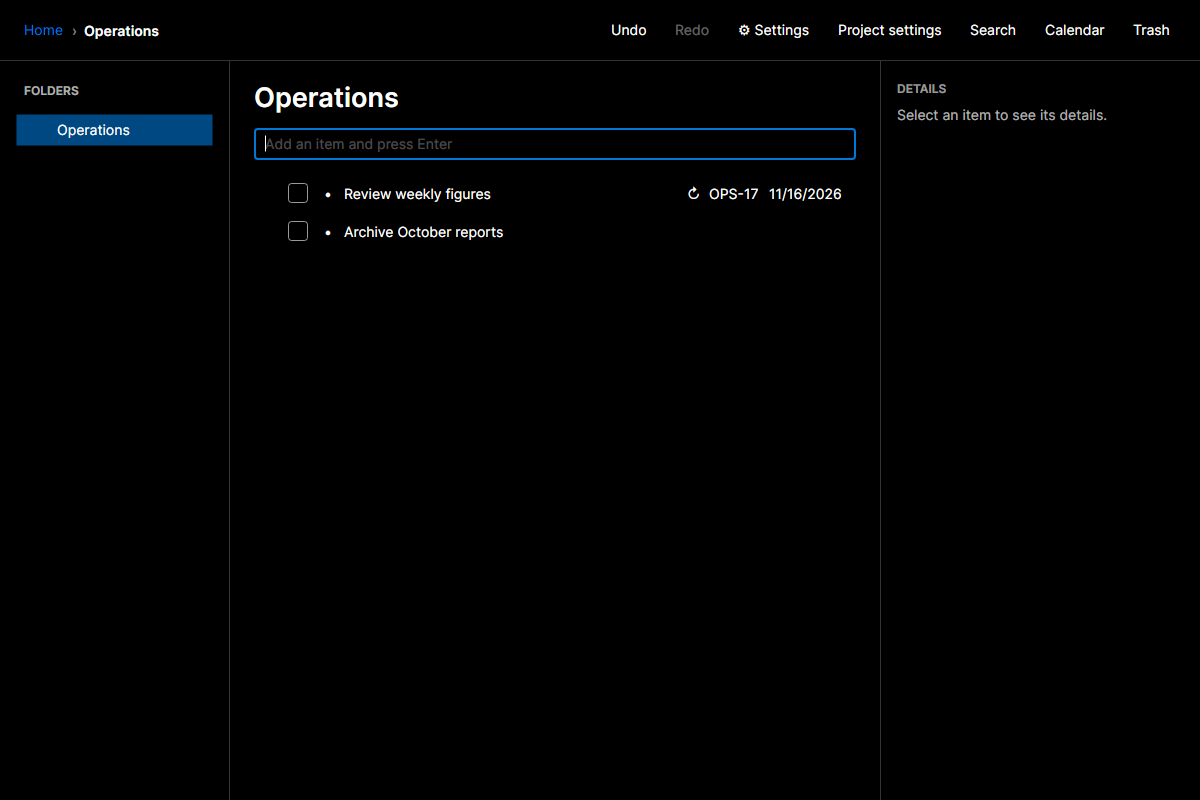 Home › Operations
Undo Redo ⚙ Settings Project settings Search Calendar Trash
FOLDERS
Operations
Operations
Add an item and press Enter
• Review weekly figures ↻ OPS-17 11/16/2026
• Archive October reports
DETAILS
Select an item to see its details.